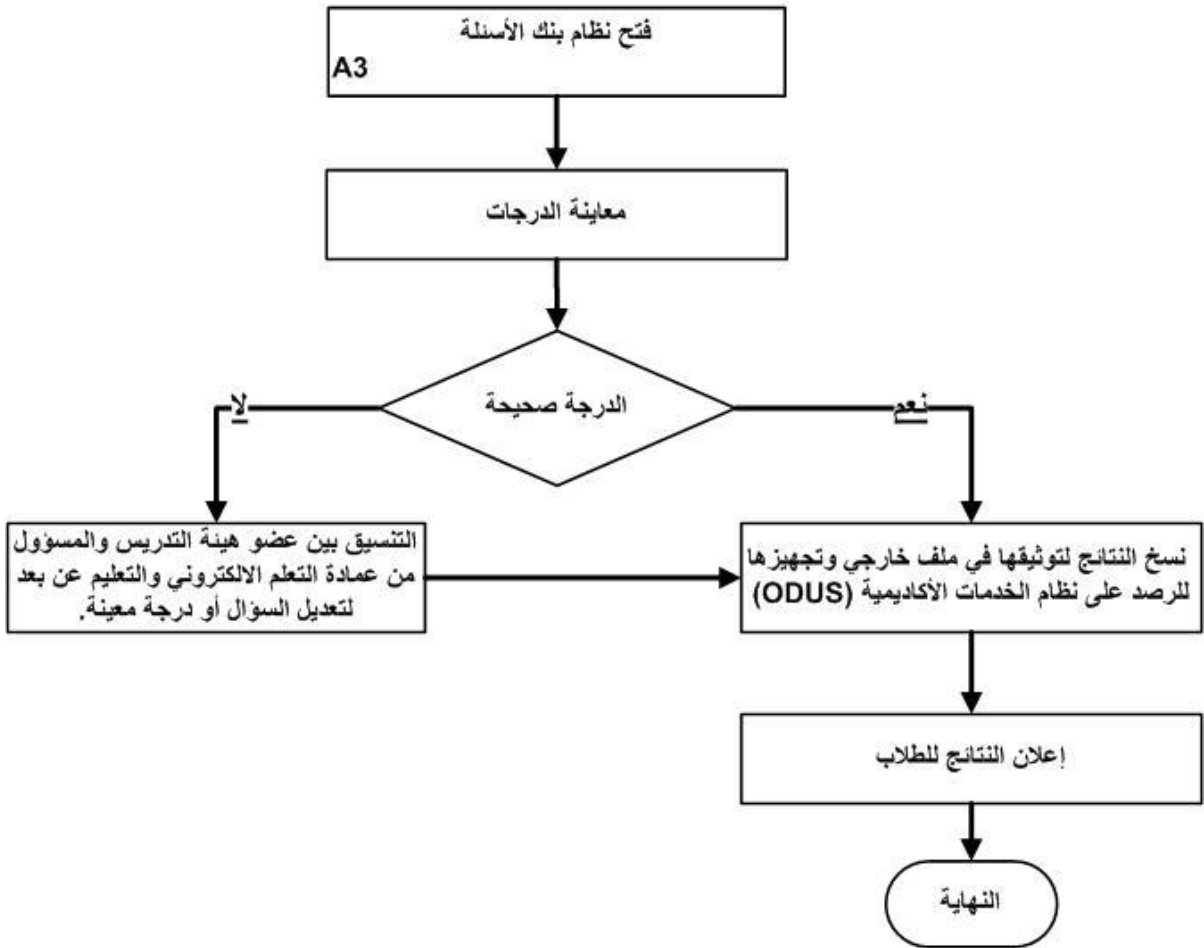 فتح نظام بنك الأسئلة
A3
معاينة الدرجات
الدرجة صحيحة
نعم
لا
نسخ النتائج لتوثيقها في ملف خارجي وتجهيزها
للرصد على نظام الخدمات الأكاديمية (ODUS)
التنسيق بين عضو هيئة التدريس والمسؤول
من عمادة التعلم الالكتروني والتعليم عن بعد
لتعديل السؤال أو درجة معينة.
إعلان النتائج للطلاب
النهاية